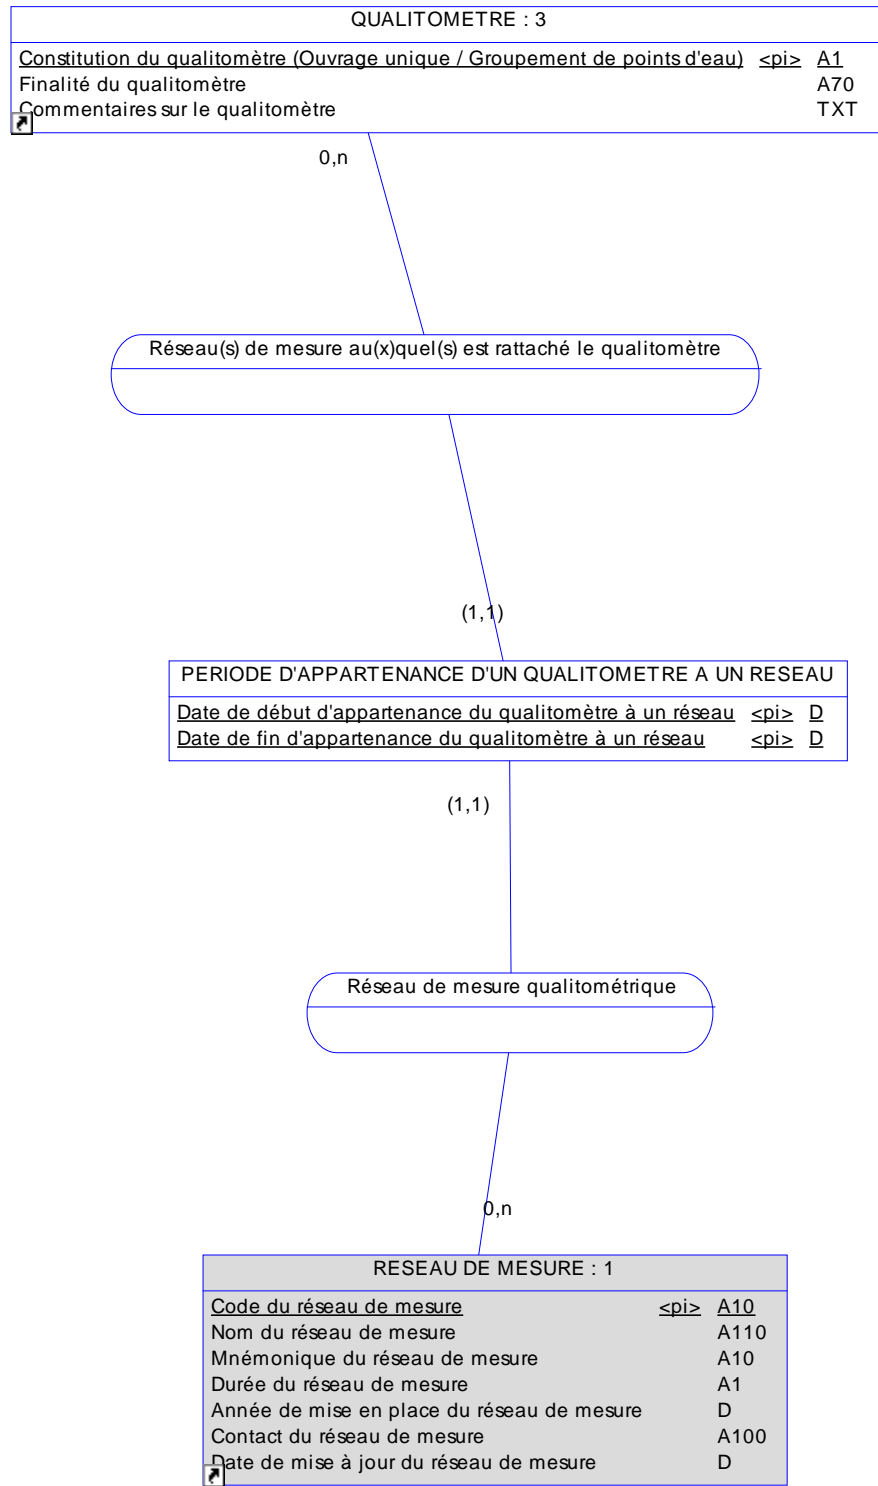 QUALITOMETRE : 3
Constitution du qualitomètre (Ouvrage unique / Groupement de points d'eau) <pi> A1
Finalité du qualitomètre A70
Commentaires sur le qualitomètre TXT
0,n
Réseau(s) de mesure au(x)quel(s) est rattaché le qualitomètre
(1,1)
PERIODE D'APPARTENANCE D'UN QUALITOMETRE A UN RESEAU
Date de début d'appartenance du qualitomètre à un réseau <pi> D
Date de fin d'appartenance du qualitomètre à un réseau <pi> D
(1,1)
Réseau de mesure qualitométrique
0,n
RESEAU DE MESURE : 1
Code du réseau de mesure <pi> A10
Nom du réseau de mesure A110
Mnémonique du réseau de mesure A10
Durée du réseau de mesure A1
Année de mise en place du réseau de mesure D
Contact du réseau de mesure A100
Date de mise à jour du réseau de mesure D